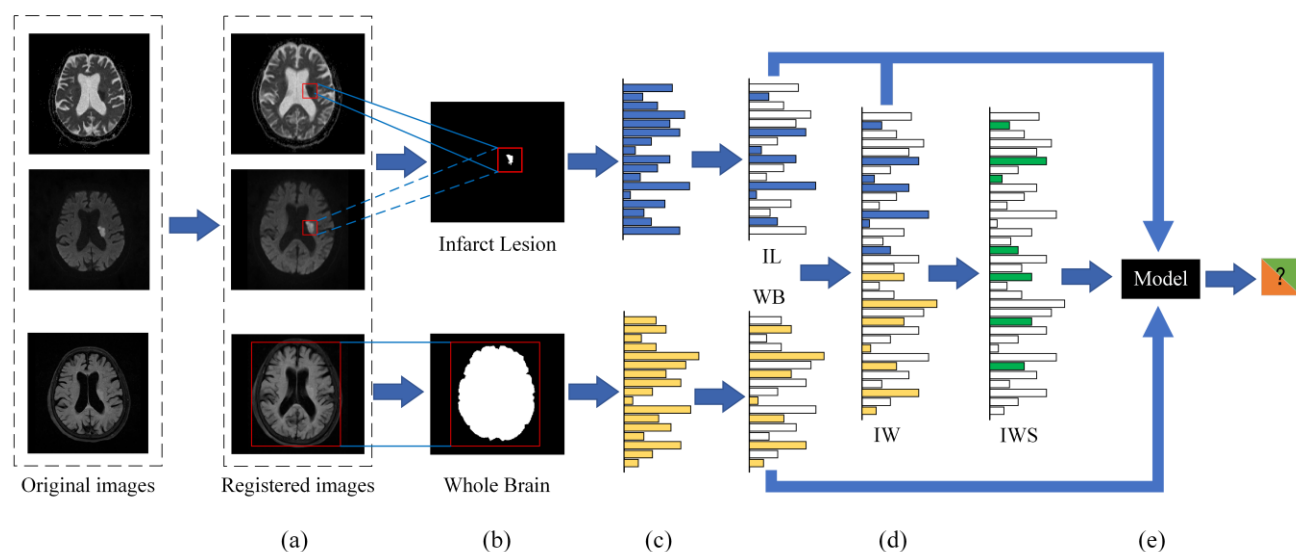 Infarct Lesion
IL
WB
Model
?
IW
IWS
Original images
Registered images
Whole Brain
(a)
(b)
(c)
(d)
(e)